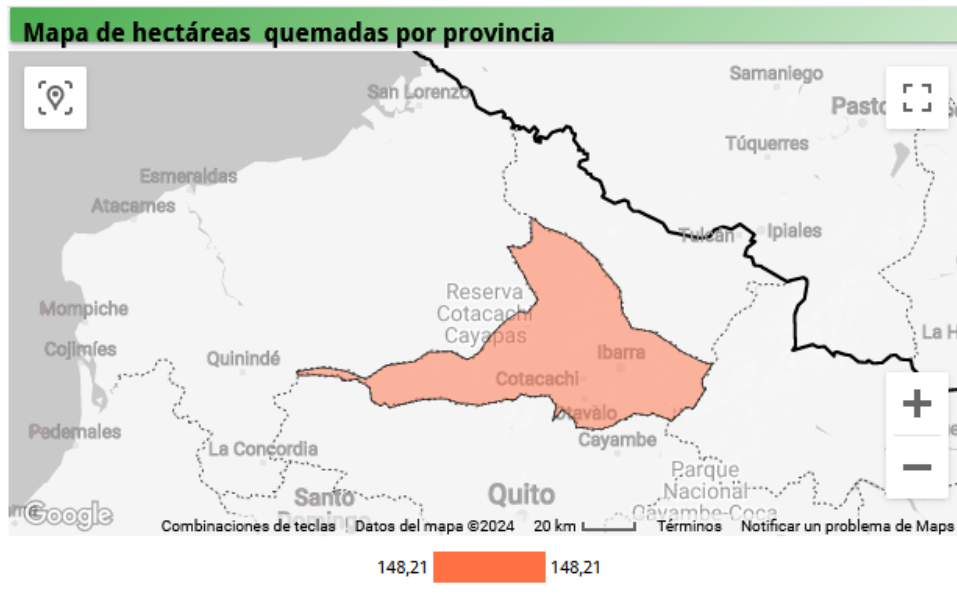 Mapa de hectáreas quemadas por provincia
Samaniego
San Lorenzo
Túquerres
Esmeraldas
Atacames
Tulcán
Ipiales
Reserva
Cotacachi
Cayapas
Mompiche
Cojimíes
Quinindé
Ibarra
Cotacachi
Otavalo
Pedernales
Cayambe
La Concordia
Parque
Nacional
Cayambe-Coca
Quito
Santo
Domingo
Google
Combinaciones de teclas
Datos del mapa ©2024
20 km
Términos
Notificar un problema de Maps
148,21
148,21